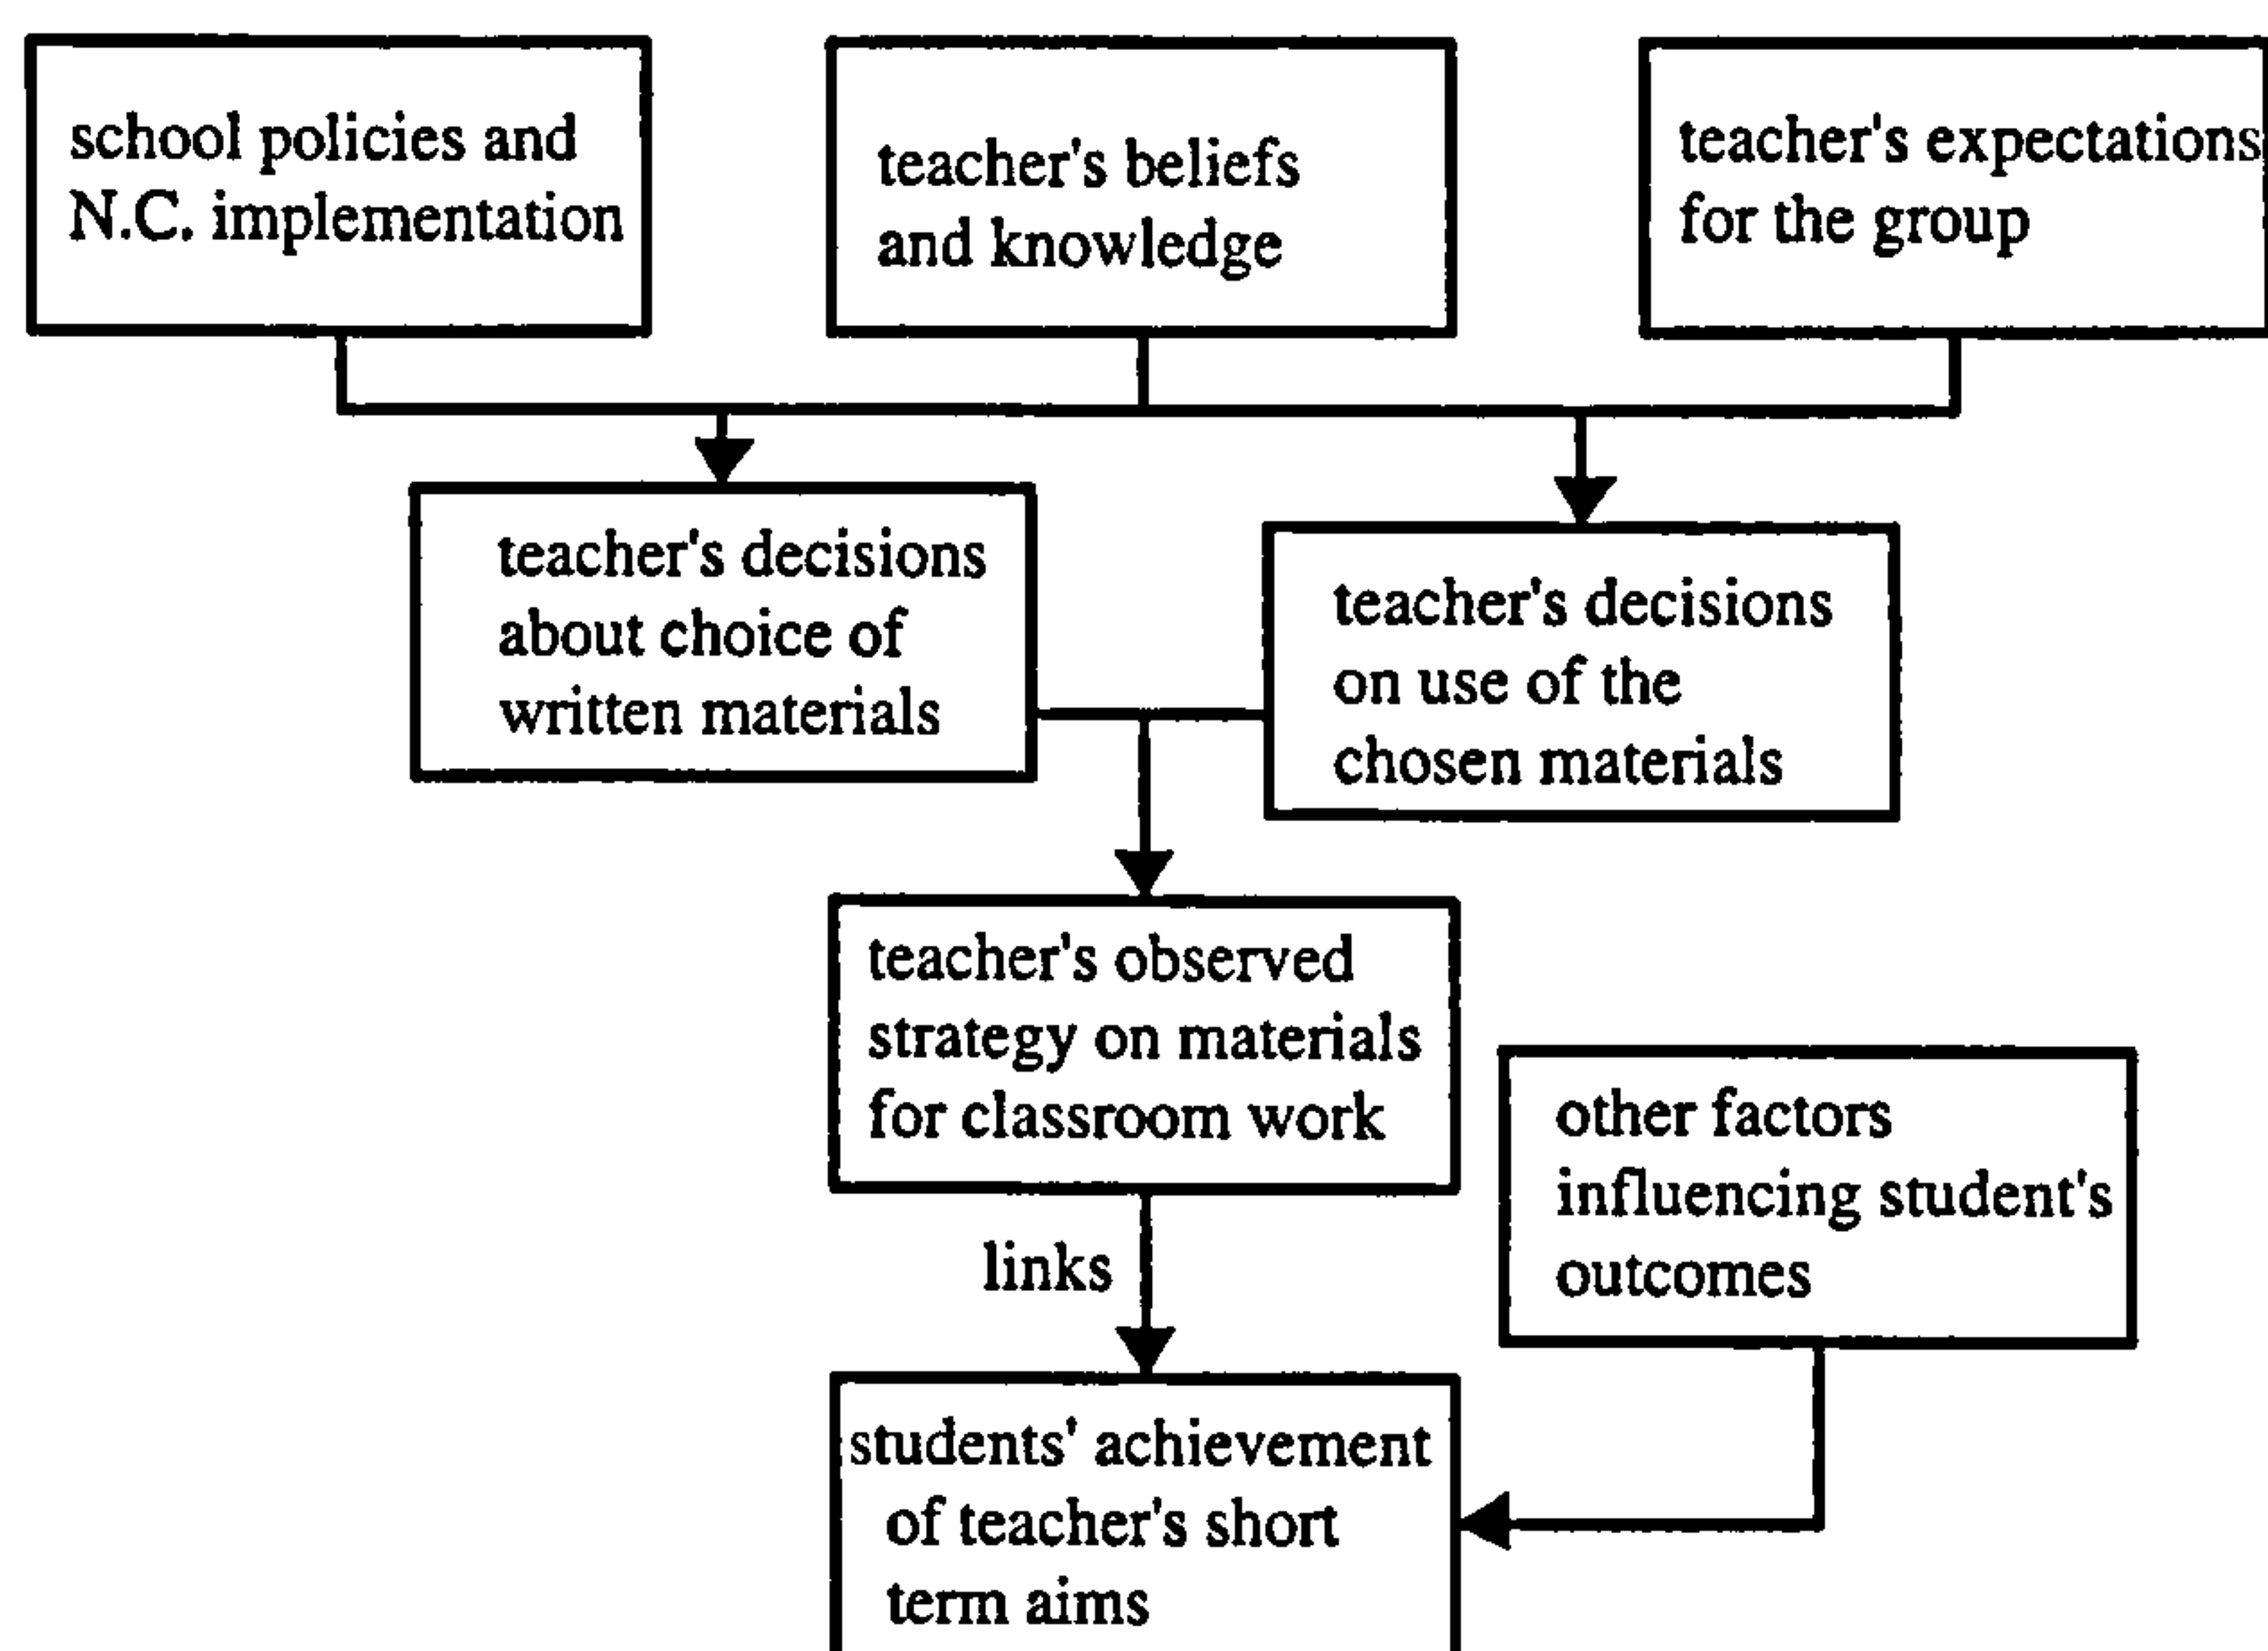 school policies and
N.C. implementation
teacher's beliefs
and knowledge
teacher's expectations
for the group
teacher's decisions
about choice of
written materials
teacher's decisions
on use of the
chosen materials
teacher's observed
strategy on materials
for classroom work
other factors
influencing student's
outcomes
links
students' achievement
of teacher's short
term aims